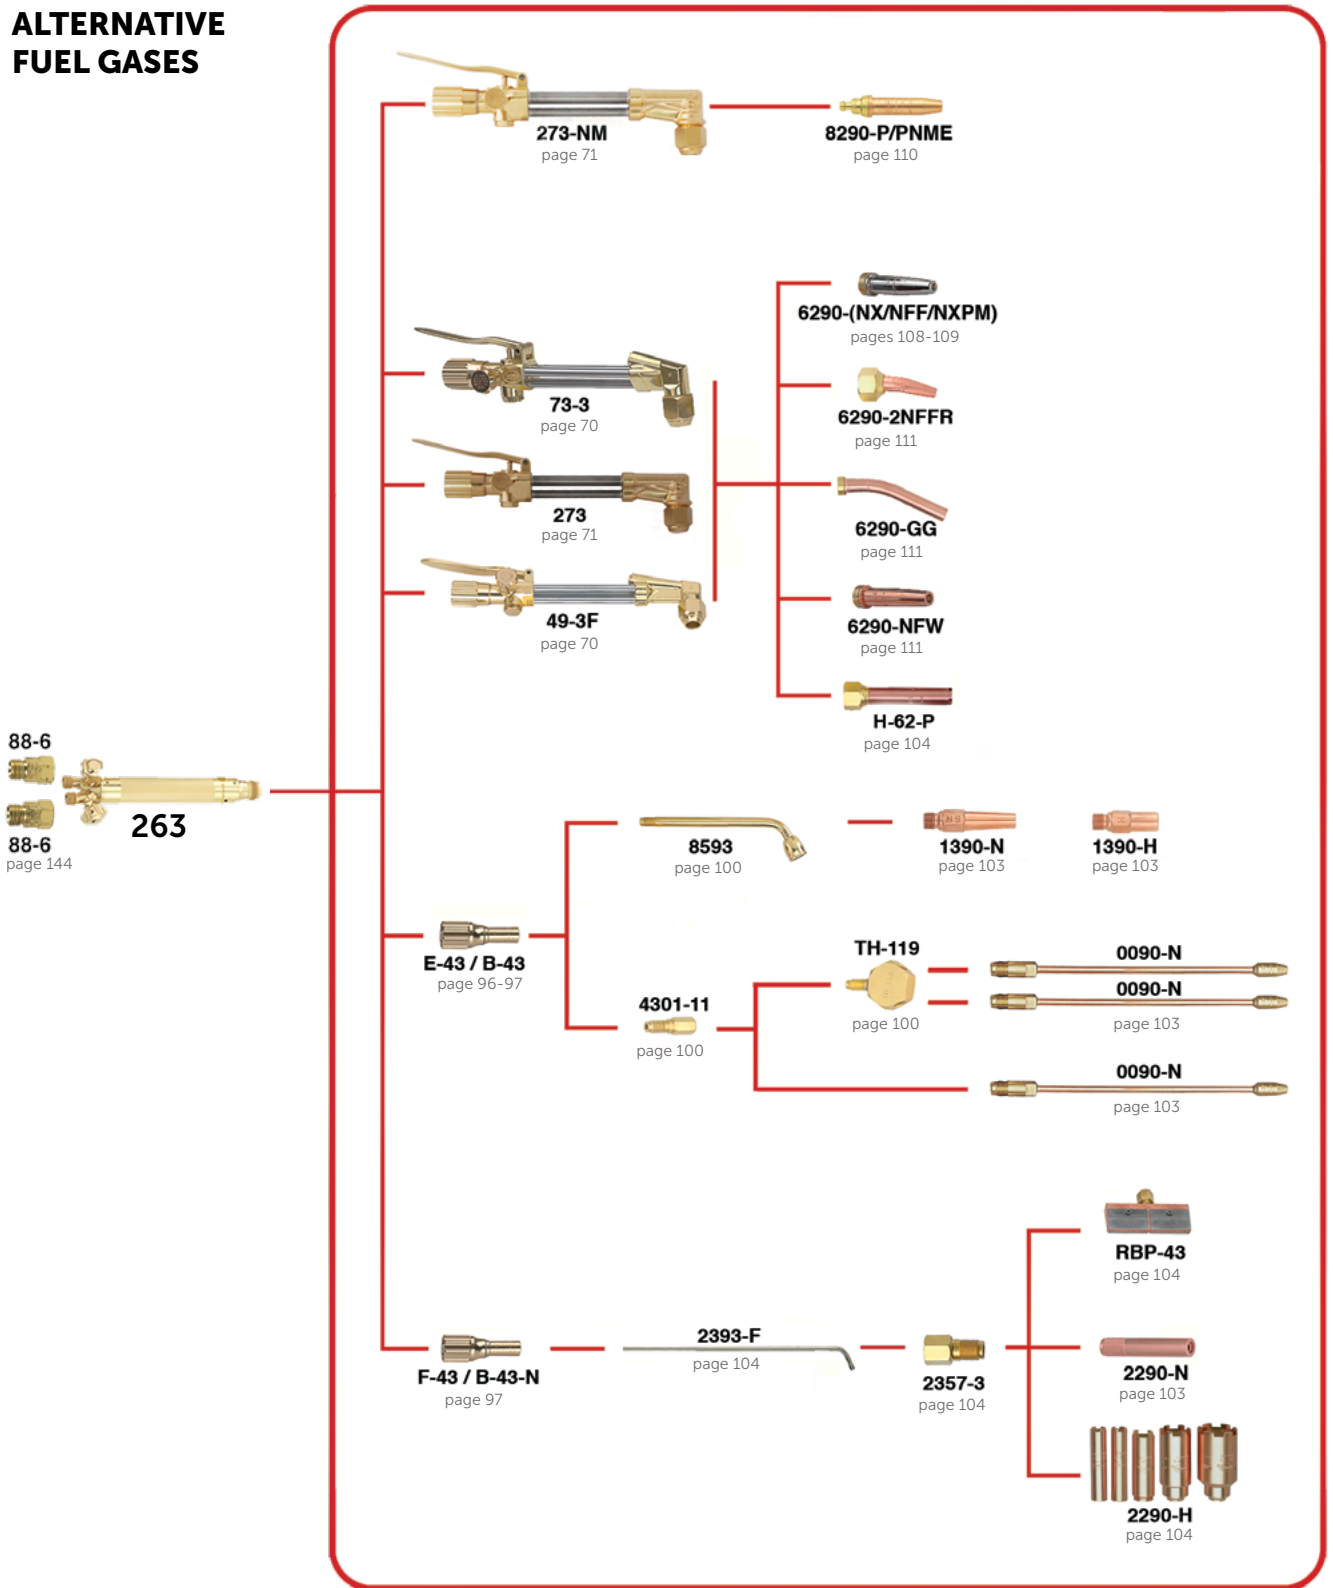 ALTERNATIVE
FUEL GASES
273-NM
page 71
8290-P/PNME
page 110
6290-(NX/NFF/NXPM)
pages 108-109
73-3
page 70
6290-2NFFR
page 111
273
page 71
6290-GG
page 111
49-3F
page 70
6290-NFW
page 111
H-62-P
page 104
88-6
263
88-6
page 144
8593
page 100
1390-N
page 103
1390-H
page 103
E-43 / B-43
page 96-97
TH-119
page 100
0090-N
0090-N
page 103
4301-11
page 100
0090-N
page 103
RBP-43
page 104
F-43 / B-43-N
page 97
2393-F
page 104
2357-3
page 104
2290-N
page 103
2290-H
page 104